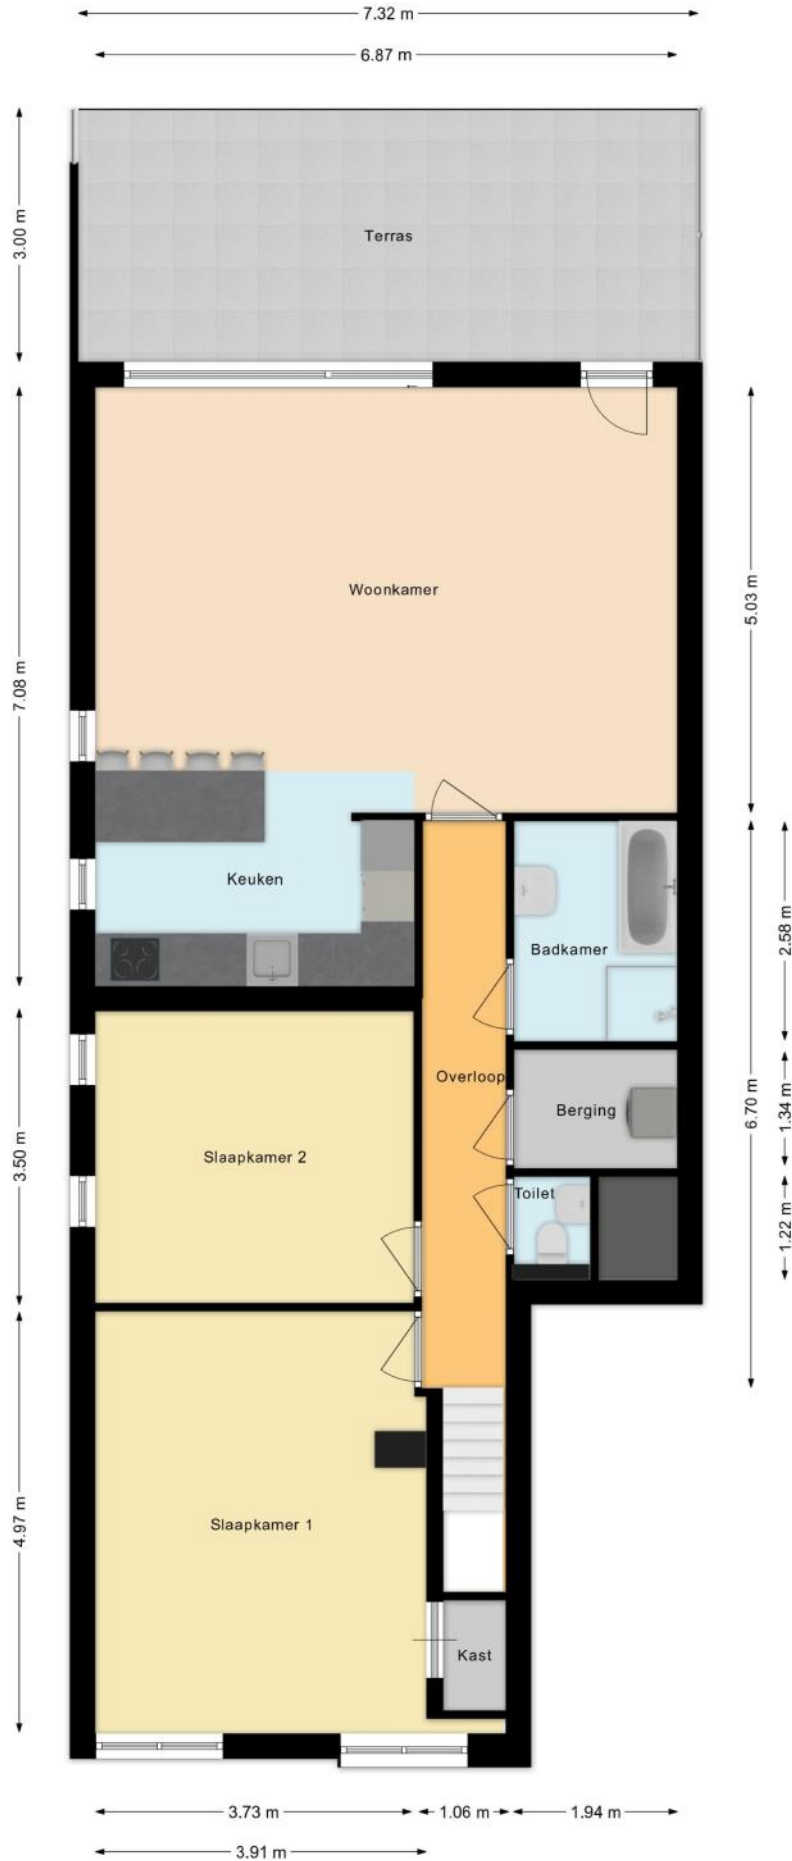 7.32 m
6.87 m
3.00 m
Terras
Woonkamer
5.03 m
7.08 m
Keuken
Badkamer
2.58 m
Overloop
6.70 m
Berging
1.34 m
Slaapkamer 2
3.50 m
Toilet
1.22 m
Slaapkamer 1
4.97 m
Kast
3.73 m
1.06 m
1.94 m
3.91 m